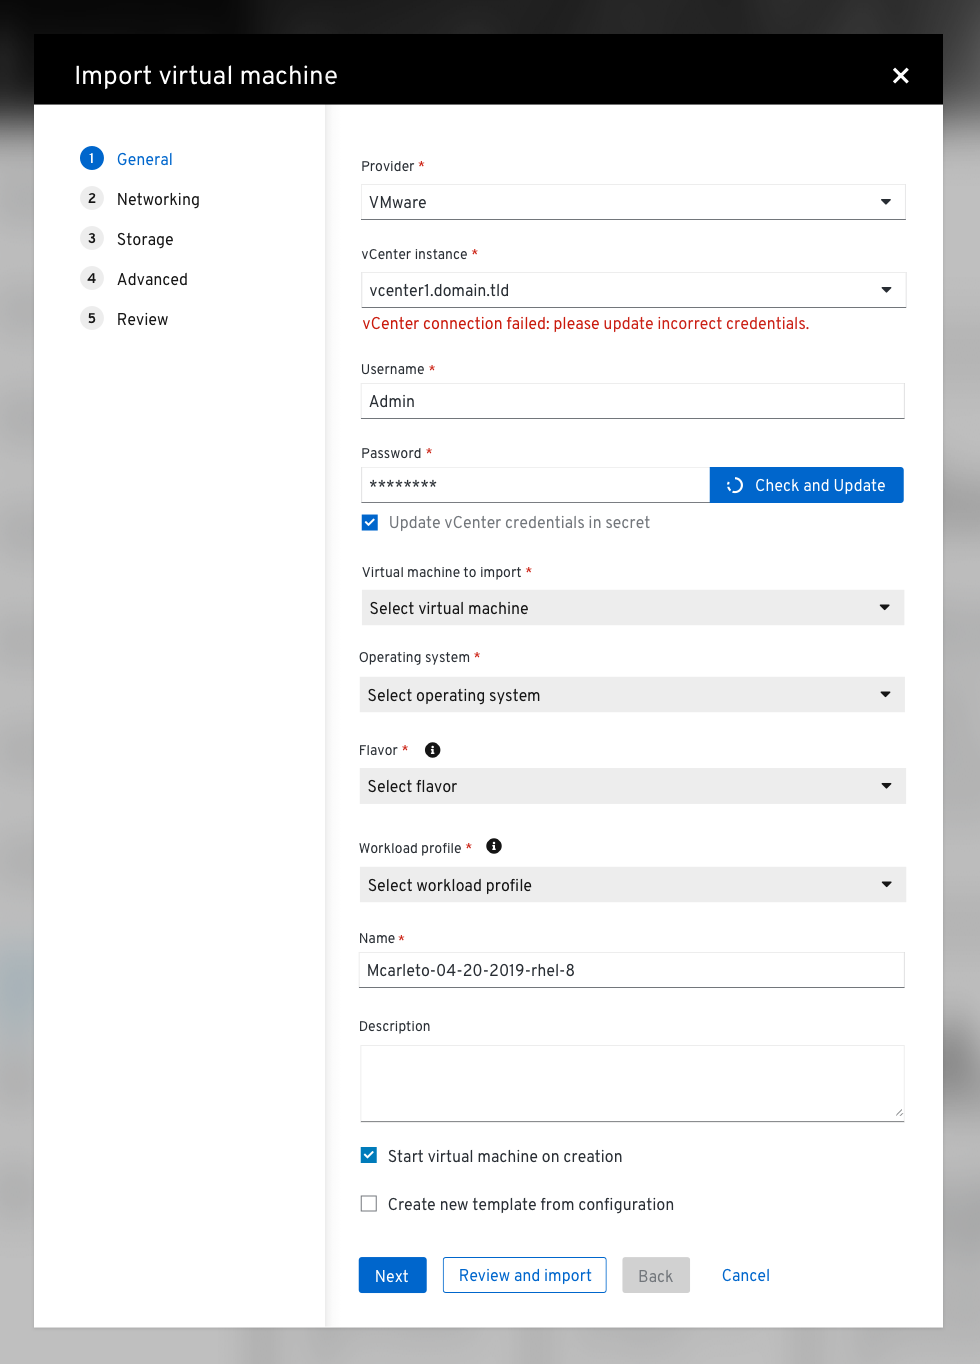 Import virtual machine
1 General
2 Networking
3 Storage
4 Advanced
5 Review
Provider *
VMware
vCenter instance *
vcenter1.domain.tld
vCenter connection failed: please update incorrect credentials.
Username *
Admin
Password *
********
Check and Update
Update vCenter credentials in secret
Virtual machine to import *
Select virtual machine
Operating system *
Select operating system
Flavor *
Select flavor
Workload profile *
Select workload profile
Name *
Mcarleto-04-20-2019-rhel-8
Description
Start virtual machine on creation
Create new template from configuration
Next
Review and import
Back
Cancel